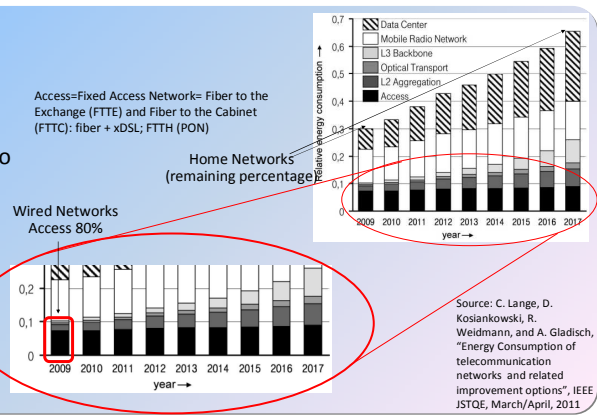 Access=Fixed Access Network= Fiber to the
Exchange (FTTE) and Fiber to the Cabinet
(FTTC): fiber + xDSL; FTTH (PON)
o
Home Networks
(remaining percentage)
Wired Networks
Access 80%
Relative energy consumption →
0,7
0,6
0,5
0,4
0,3
0,2
0,1
0
Data Center
Mobile Radio Network
L3 Backbone
Optical Transport
L2 Aggregation
Access
2009 2010 2011 2012 2013 2014 2015 2016 2017
year→
0,2
0,1
0
2009 2010 2011 2012 2013 2014 2015 2016 2017
year→
Source: C. Lange, D.
Kosiankowski, R.
Weidmann, and A. Gladisch,
“Energy Consumption of
telecommunication
networks and related
improvement options”, IEEE
JSTQE, March/April, 2011